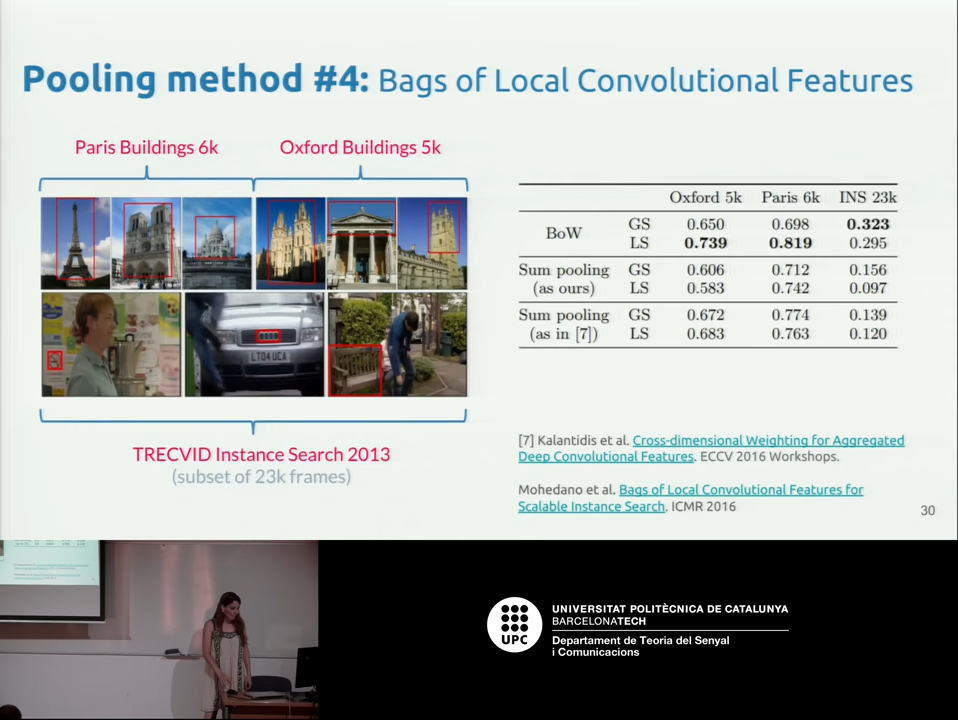 Pooling method #4: Bags of Local Convolutional Features
Paris Buildings 6k
Oxford Buildings 5k
LT04 UCA
TRECVID Instance Search 2013
(subset of 23k frames)
Oxford 5k Paris 6k INS 23k
BoW GS 0.650 0.698 0.323
LS 0.739 0.819 0.295
Sum pooling (as ours) GS 0.606 0.712 0.156
LS 0.583 0.742 0.097
Sum pooling (as in [7]) GS 0.672 0.774 0.139
LS 0.683 0.763 0.120
[7] Kalantidis et al. Cross-dimensional Weighting for Aggregated
Deep Convolutional Features. ECCV 2016 Workshops.
Mohedano et al. Bags of Local Convolutional Features for
Scalable Instance Search. ICMR 2016
30
UPC
UNIVERSITAT POLITÈCNICA DE CATALUNYA
BARCELONATECH
Departament de Teoria del Senyal
i Comunicacions